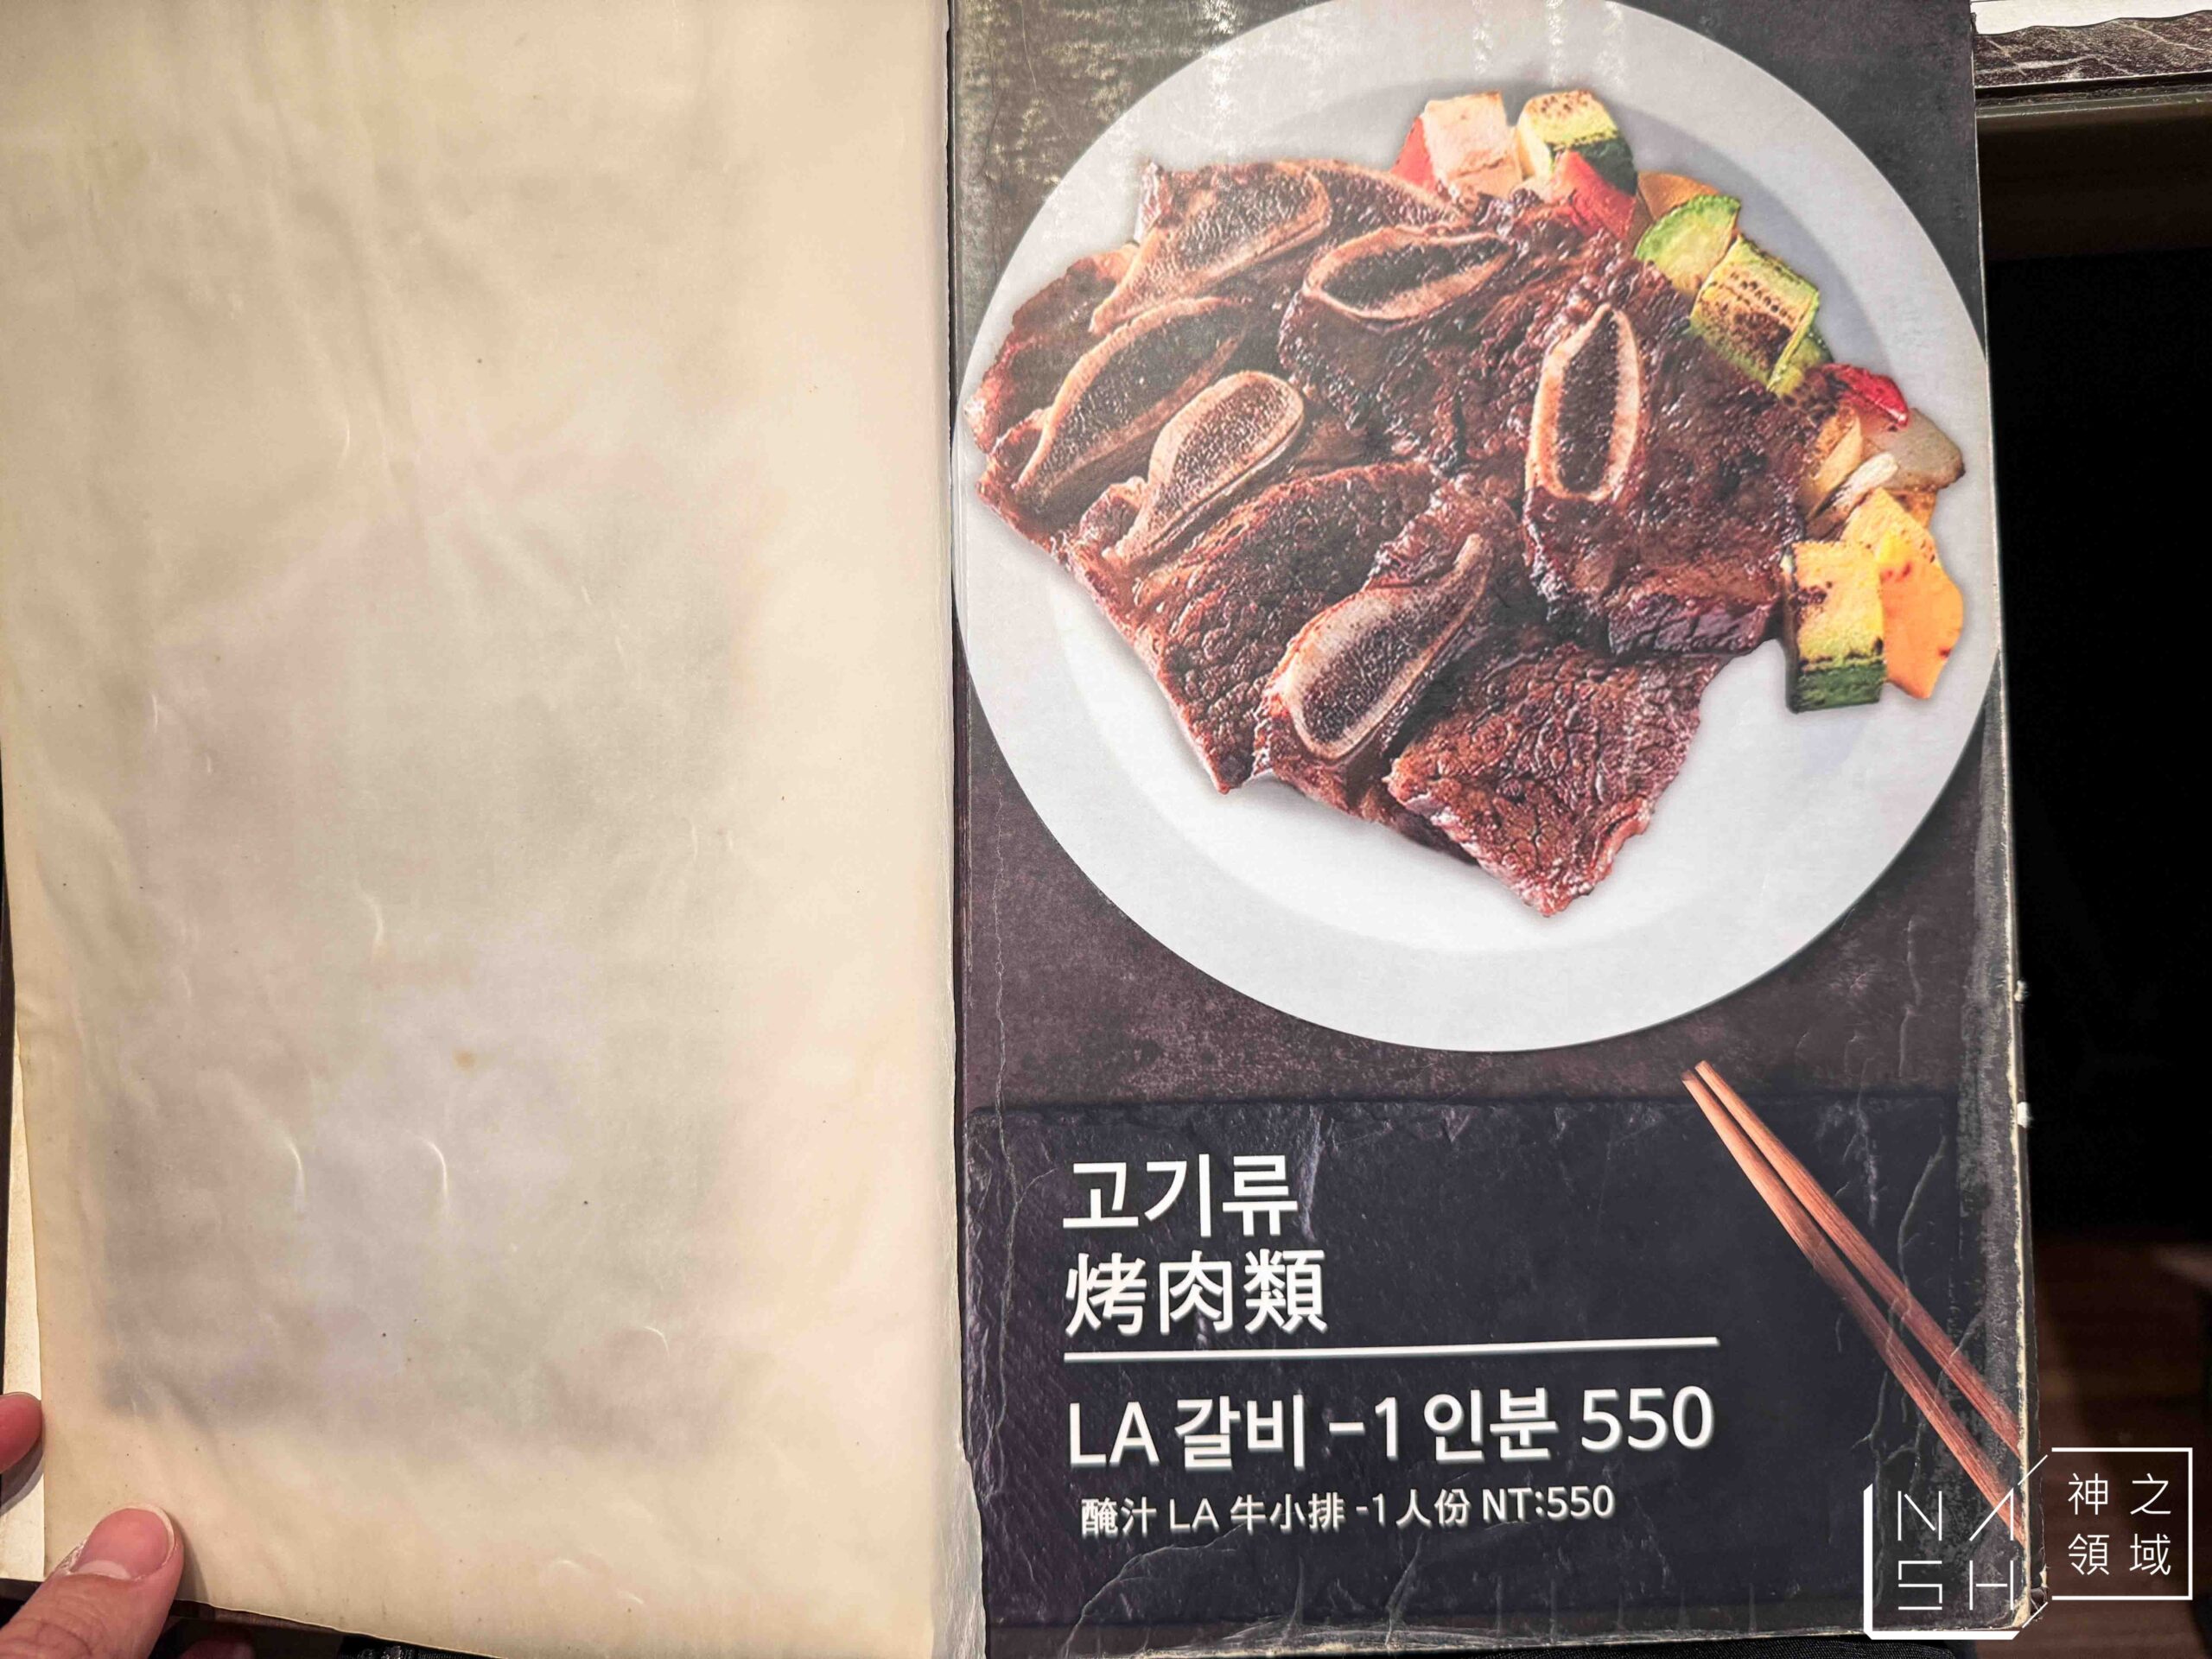 고기류
烤肉類
LA 갈비 -1 인분 550
醃汁 LA 牛小排 -1 人份 NT:550
NASH
神之
領域